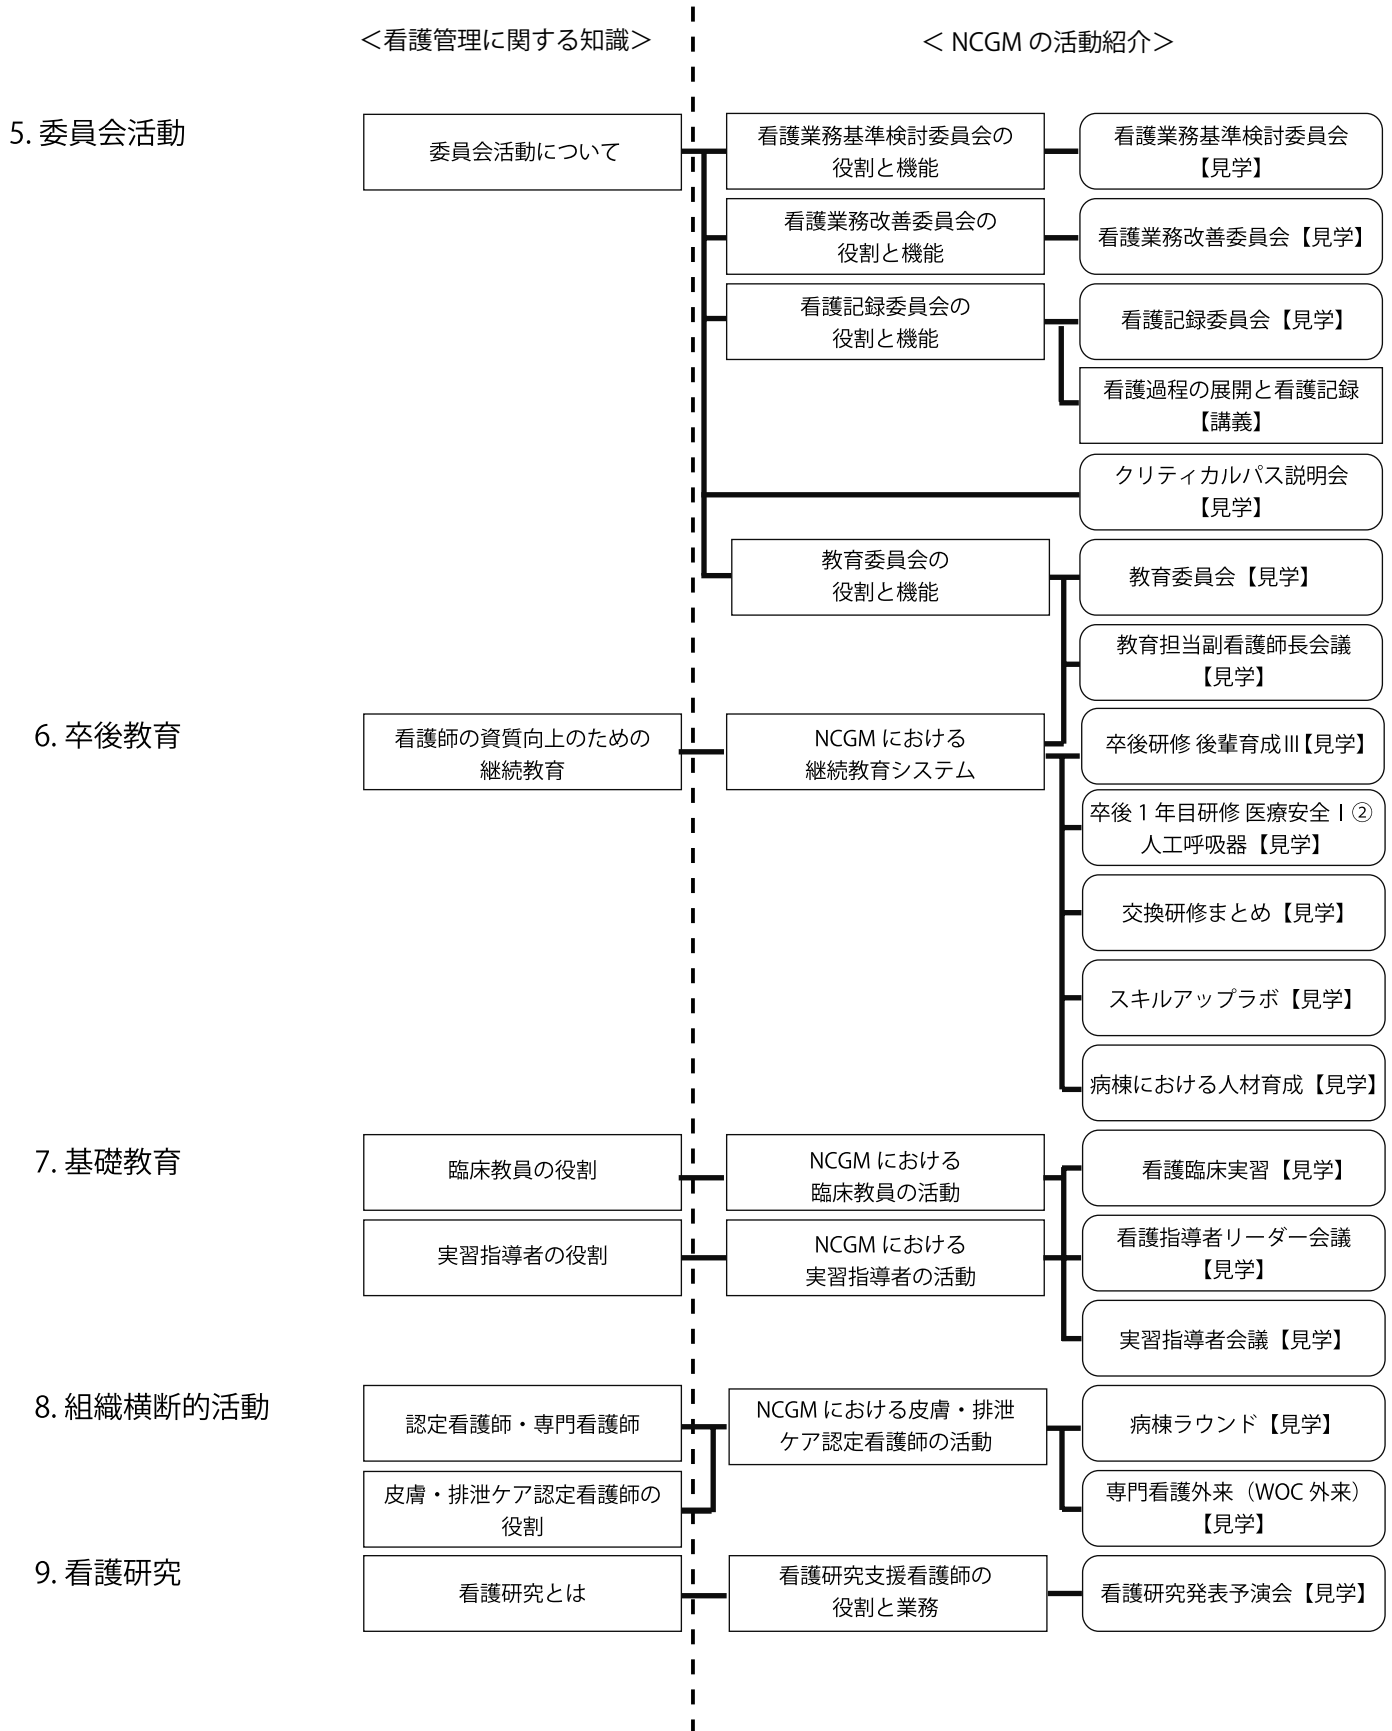 ＜看護管理に関する知識＞
＜ NCGM の活動紹介＞
5. 委員会活動
委員会活動について
看護業務基準検討委員会の
役割と機能
看護業務基準検討委員会
【見学】
看護業務改善委員会の
役割と機能
看護業務改善委員会【見学】
看護記録委員会の
役割と機能
看護記録委員会【見学】
看護過程の展開と看護記録
【講義】
クリティカルパス説明会
【見学】
教育委員会の
役割と機能
教育委員会【見学】
教育担当副看護師長会議
【見学】
6. 卒後教育
看護師の資質向上のための
継続教育
NCGM における
継続教育システム
卒後研修 後輩育成Ⅲ【見学】
卒後 1 年目研修 医療安全Ⅰ②
人工呼吸器【見学】
交換研修まとめ【見学】
スキルアップラボ【見学】
病棟における人材育成【見学】
7. 基礎教育
臨床教員の役割
NCGM における
臨床教員の活動
看護臨床実習【見学】
実習指導者の役割
NCGM における
実習指導者の活動
看護指導者リーダー会議
【見学】
実習指導者会議【見学】
8. 組織横断的活動
認定看護師・専門看護師
NCGM における皮膚・排泄
ケア認定看護師の活動
病棟ラウンド【見学】
皮膚・排泄ケア認定看護師の
役割
専門看護外来（WOC 外来）
【見学】
9. 看護研究
看護研究とは
看護研究支援看護師の
役割と業務
看護研究発表予演会【見学】